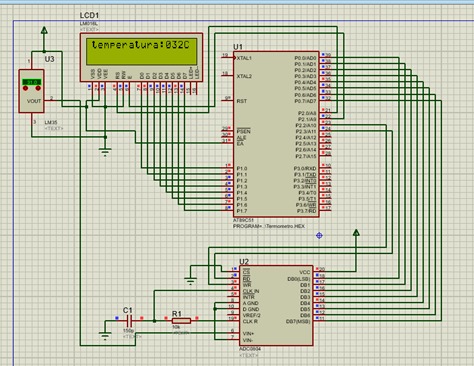 LCD1
LM016L
<TEXT>
temperatura:032C
U3
VOUT
LM35
<TEXT>
VSS VDD VEE RS RW E D0 D1 D2 D3 D4 D5 D6 D7
U1
XTAL1
XTAL2
RST
PSEN
ALE
EA
P1.0
P1.1
P1.2
P1.3
P1.4
P1.5
P1.6
P1.7
P0.0/AD0
P0.1/AD1
P0.2/AD2
P0.3/AD3
P0.4/AD4
P0.5/AD5
P0.6/AD6
P0.7/AD7
P2.0/A8
P2.1/A9
P2.2/A10
P2.3/A11
P2.4/A12
P2.5/A13
P2.6/A14
P2.7/A15
P3.0/RXD
P3.1/TXD
P3.2/INT0
P3.3/INT1
P3.4/T0
P3.5/T1
P3.6/WR
P3.7/RD
AT89C51
PROGRAM=..\Termometro.HEX
U2
CS
RD
WR
CLK IN
INTR
A GND
D GND
VREF/2
CLK R
VIN+
VIN-
VCC
DB0(LSB)
DB1
DB2
DB3
DB4
DB5
DB6
DB7(MSB)
ADC0804
<TEXT>
C1
150p
<TEXT>
R1
10k
<TEXT>